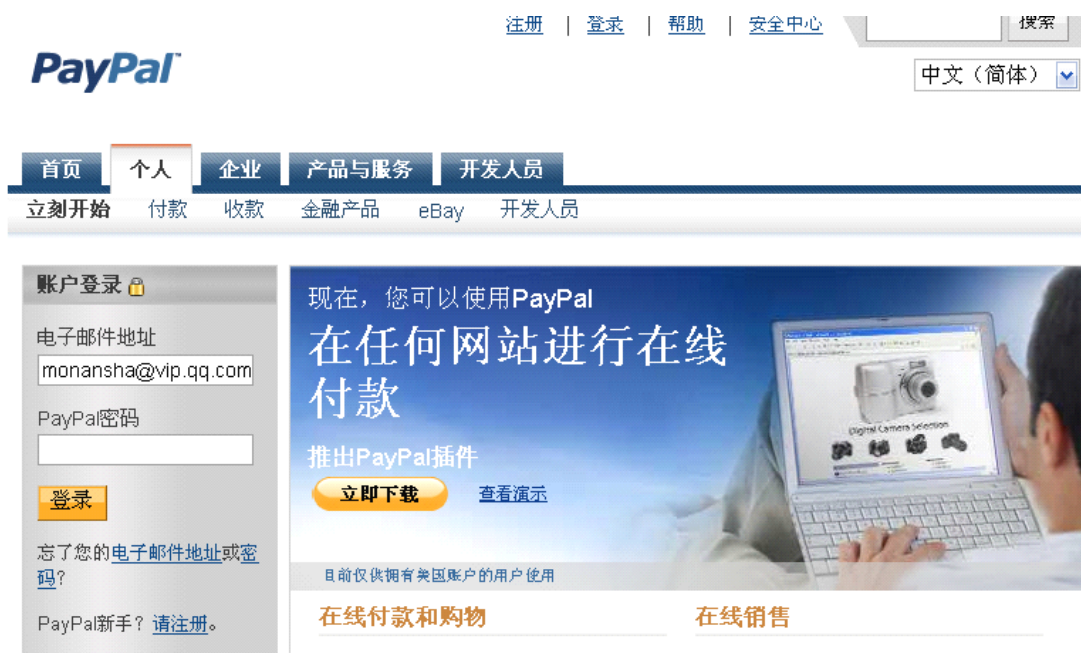 注册 | 登录 | 帮助 | 安全中心
搜索
PayPal™
中文（简体）
首页 个人 企业 产品与服务 开发人员
立刻开始 付款 收款 金融产品 eBay 开发人员
账户登录
电子邮件地址
monansha@vip.qq.com
PayPal密码
登录
忘了您的电子邮件地址或密
码？
PayPal新手？请注册。
现在，您可以使用PayPal
在任何网站进行在线
付款
推出PayPal插件
立即下载 查看演示
Digital Camera Selection
目前仅供拥有美国账户的用户使用
在线付款和购物 在线销售